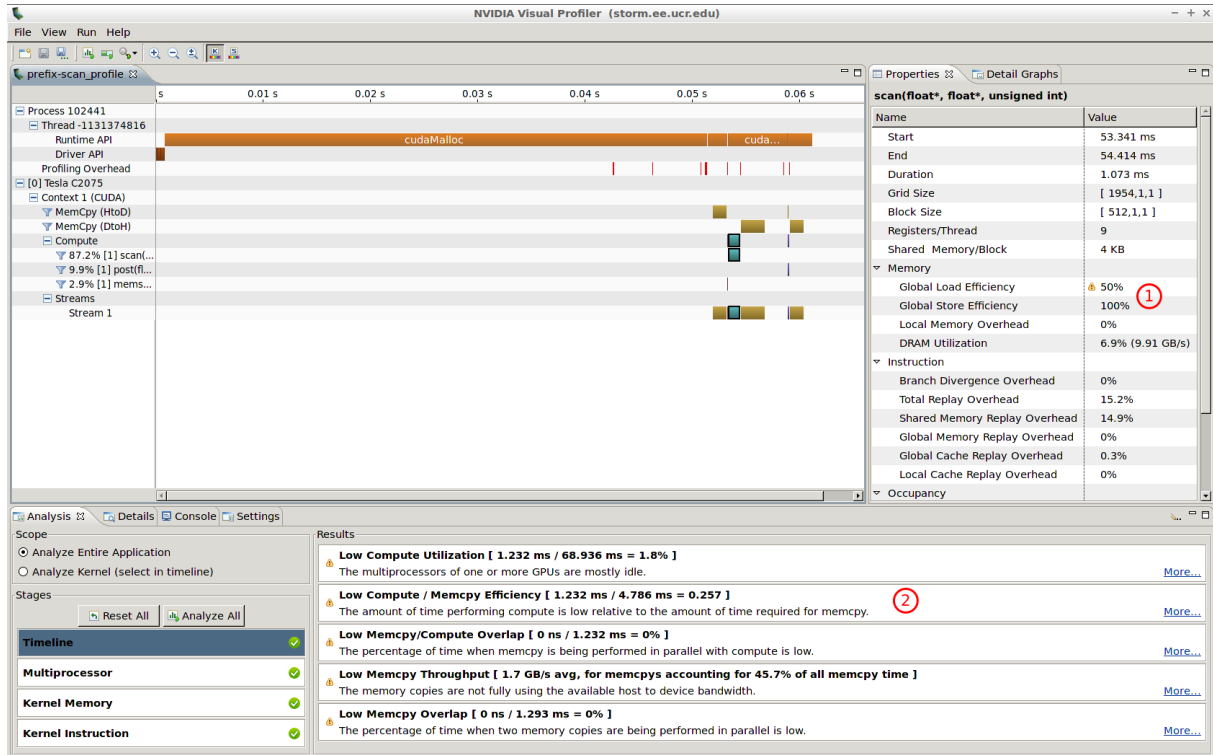 NVIDIA Visual Profiler (storm.ee.ucr.edu)
File View Run Help
prefix-scan_profile
s 0.01 s 0.02 s 0.03 s 0.04 s 0.05 s 0.06 s
Process 102441
Thread -1131374816
Runtime API cudaMalloc cuda...
Driver API
Profiling Overhead
[0] Tesla C2075
Context 1 (CUDA)
MemCpy (HtoD)
MemCpy (DtoH)
Compute
87.2% [1] scan(...
9.9% [1] post(fl...
2.9% [1] mems...
Streams
Stream 1
Properties Detail Graphs
scan(float*, float*, unsigned int)
Name Value
Start 53.341 ms
End 54.414 ms
Duration 1.073 ms
Grid Size [ 1954,1,1 ]
Block Size [ 512,1,1 ]
Registers/Thread 9
Shared Memory/Block 4 KB
Memory
Global Load Efficiency 50%
1
Global Store Efficiency 100%
Local Memory Overhead 0%
DRAM Utilization 6.9% (9.91 GB/s)
Instruction
Branch Divergence Overhead 0%
Total Replay Overhead 15.2%
Shared Memory Replay Overhead 14.9%
Global Memory Replay Overhead 0%
Global Cache Replay Overhead 0.3%
Local Cache Replay Overhead 0%
Occupancy
Analysis Details Console Settings
Scope
Analyze Entire Application
Analyze Kernel (select in timeline)
Stages
Reset All Analyze All
Timeline
Multiprocessor
Kernel Memory
Kernel Instruction
Results
Low Compute Utilization [ 1.232 ms / 68.936 ms = 1.8% ]
The multiprocessors of one or more GPUs are mostly idle. More...
Low Compute / Memcpy Efficiency [ 1.232 ms / 4.786 ms = 0.257 ]
2
The amount of time performing compute is low relative to the amount of time required for memcpy. More...
Low Memcpy/Compute Overlap [ 0 ns / 1.232 ms = 0% ]
The percentage of time when memcpy is being performed in parallel with compute is low. More...
Low Memcpy Throughput [ 1.7 GB/s avg, for memcpys accounting for 45.7% of all memcpy time ]
The memory copies are not fully using the available host to device bandwidth. More...
Low Memcpy Overlap [ 0 ns / 1.293 ms = 0% ]
The percentage of time when two memory copies are being performed in parallel is low. More...